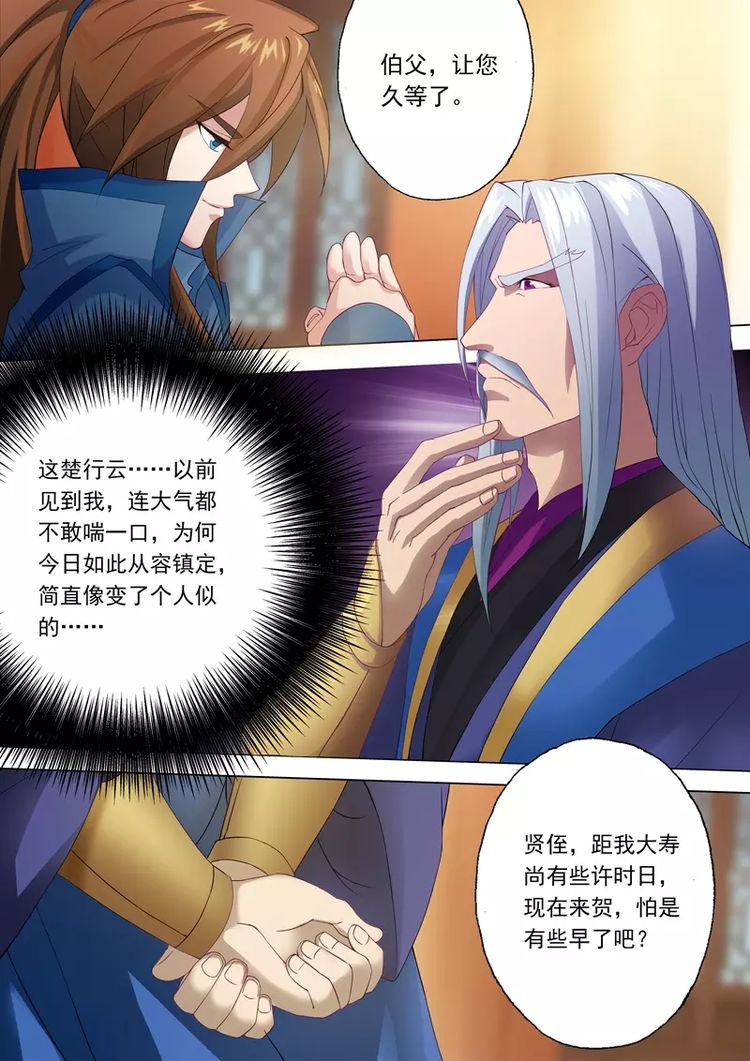 伯父，让您
久等了。
这楚行云……以前
见到我，连大气都
不敢喘一口，为何
今日如此从容镇定，
简直像变了个人似
的……
贤侄，距我大寿
尚有些许时日，
现在来贺，怕是
有些早了吧？